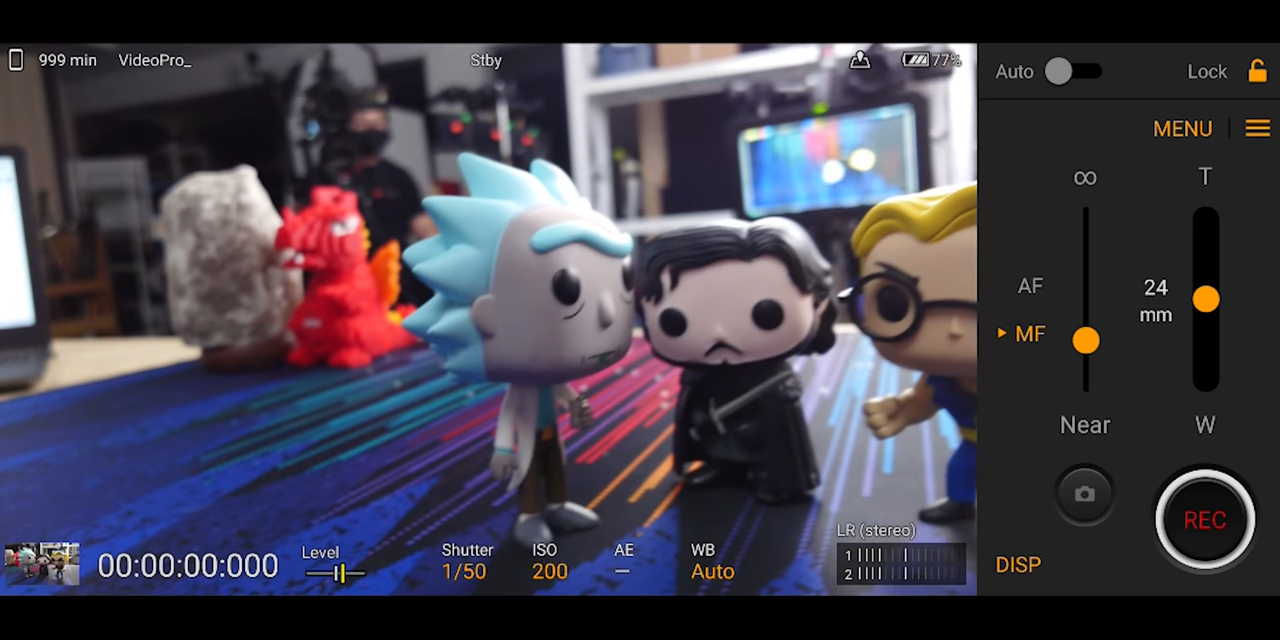 999 min VideoPro_ Stby 77%
Auto Lock
MENU
∞ T
AF
24
mm
MF
Near W
REC
LR (stereo)
1
2
Level Shutter ISO AE WB
00:00:00:000 1/50 200 — Auto
DISP